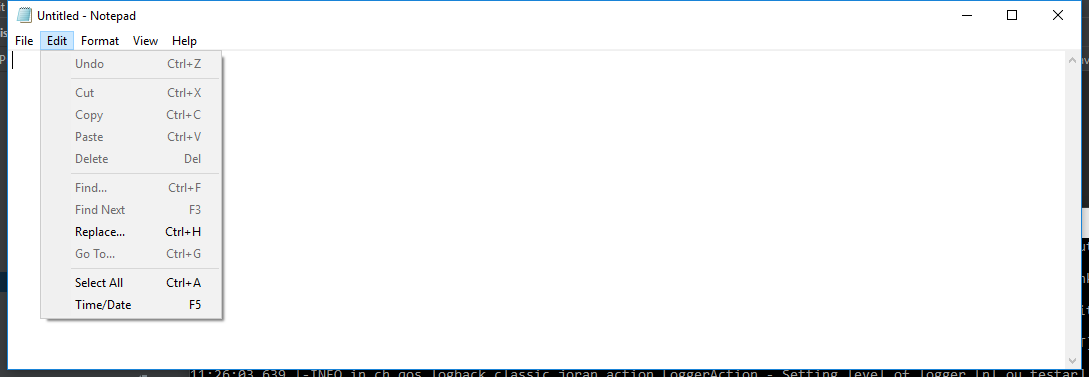 Untitled - Notepad
File Edit Format View Help
Undo Ctrl+Z
Cut Ctrl+X
Copy Ctrl+C
Paste Ctrl+V
Delete Del
Find... Ctrl+F
Find Next F3
Replace... Ctrl+H
Go To... Ctrl+G
Select All Ctrl+A
Time/Date F5
11:26:03,639 |-INFO in ch.qos.logback.classic.joran.action.LoggerAction - Setting level of logger [nl.ou.testar